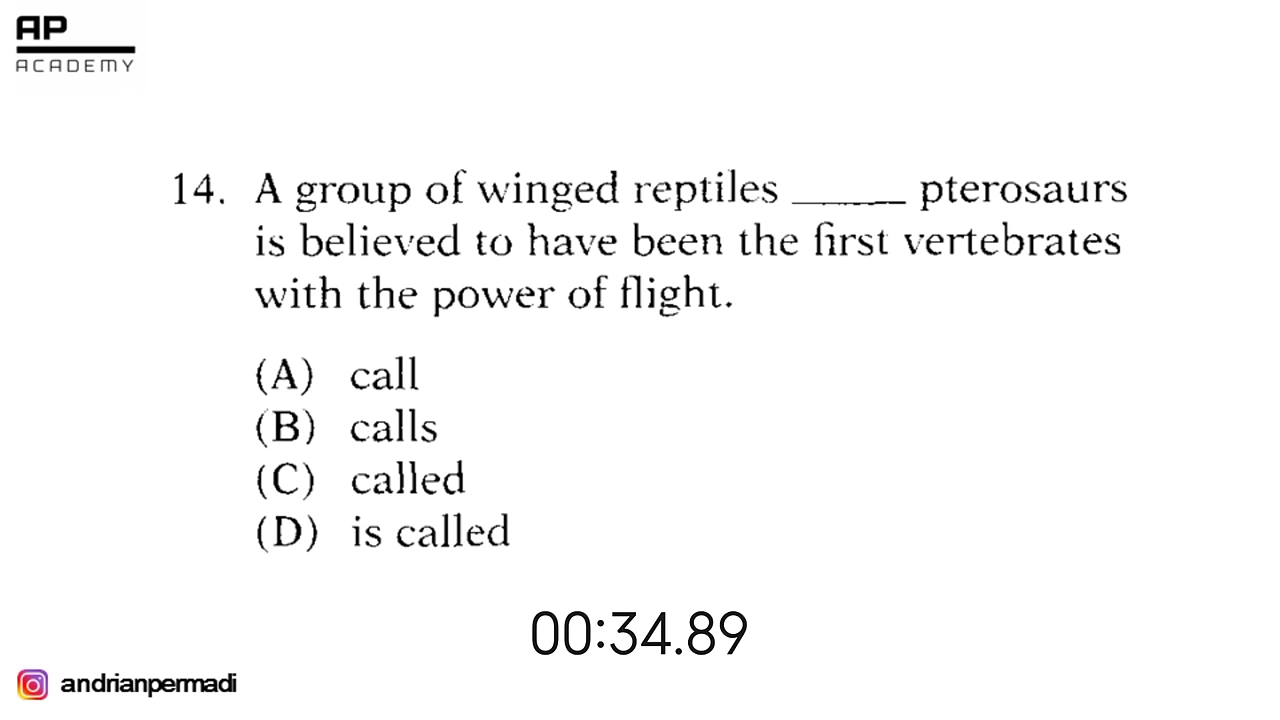 AP
ACADEMY
14. A group of winged reptiles _____ pterosaurs
is believed to have been the first vertebrates
with the power of flight.
(A) call
(B) calls
(C) called
(D) is called
00:34.89
andrianpermadi